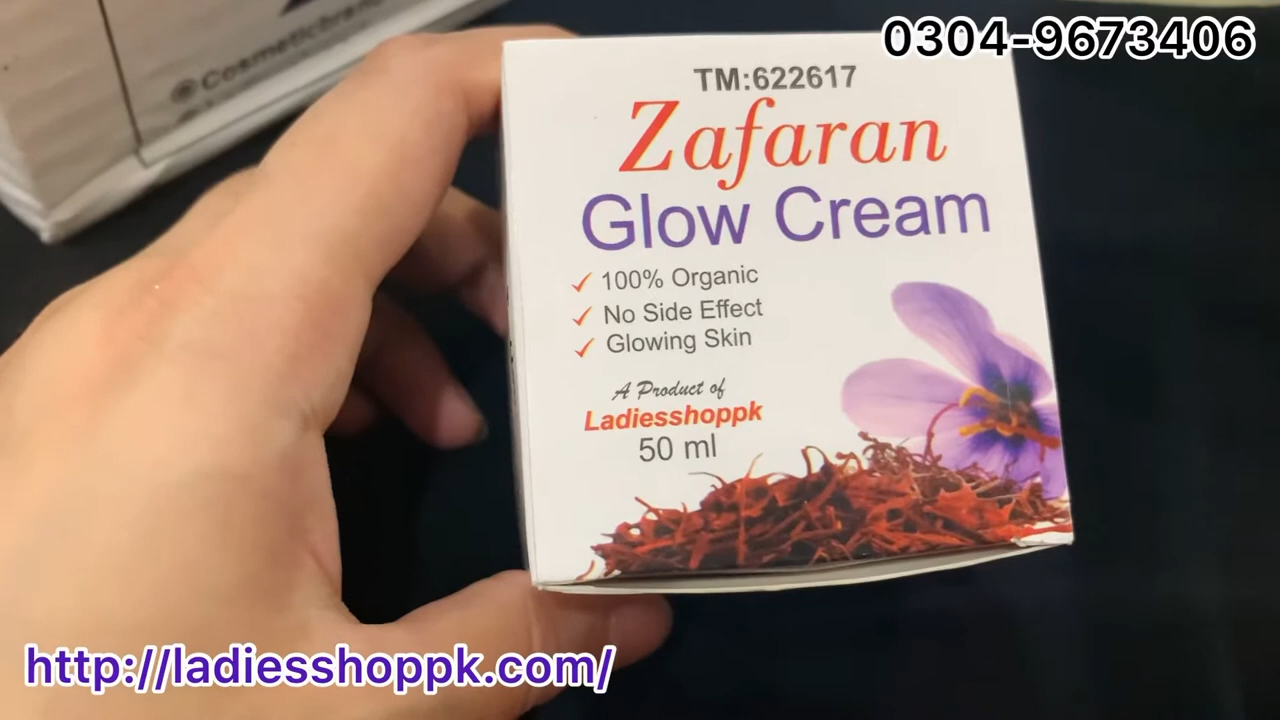 0304-9673406
TM:622617
Zafaran
Glow Cream
✓ 100% Organic
✓ No Side Effect
✓ Glowing Skin
A Product of
Ladiesshoppk
50 ml
http://ladiesshoppk.com/